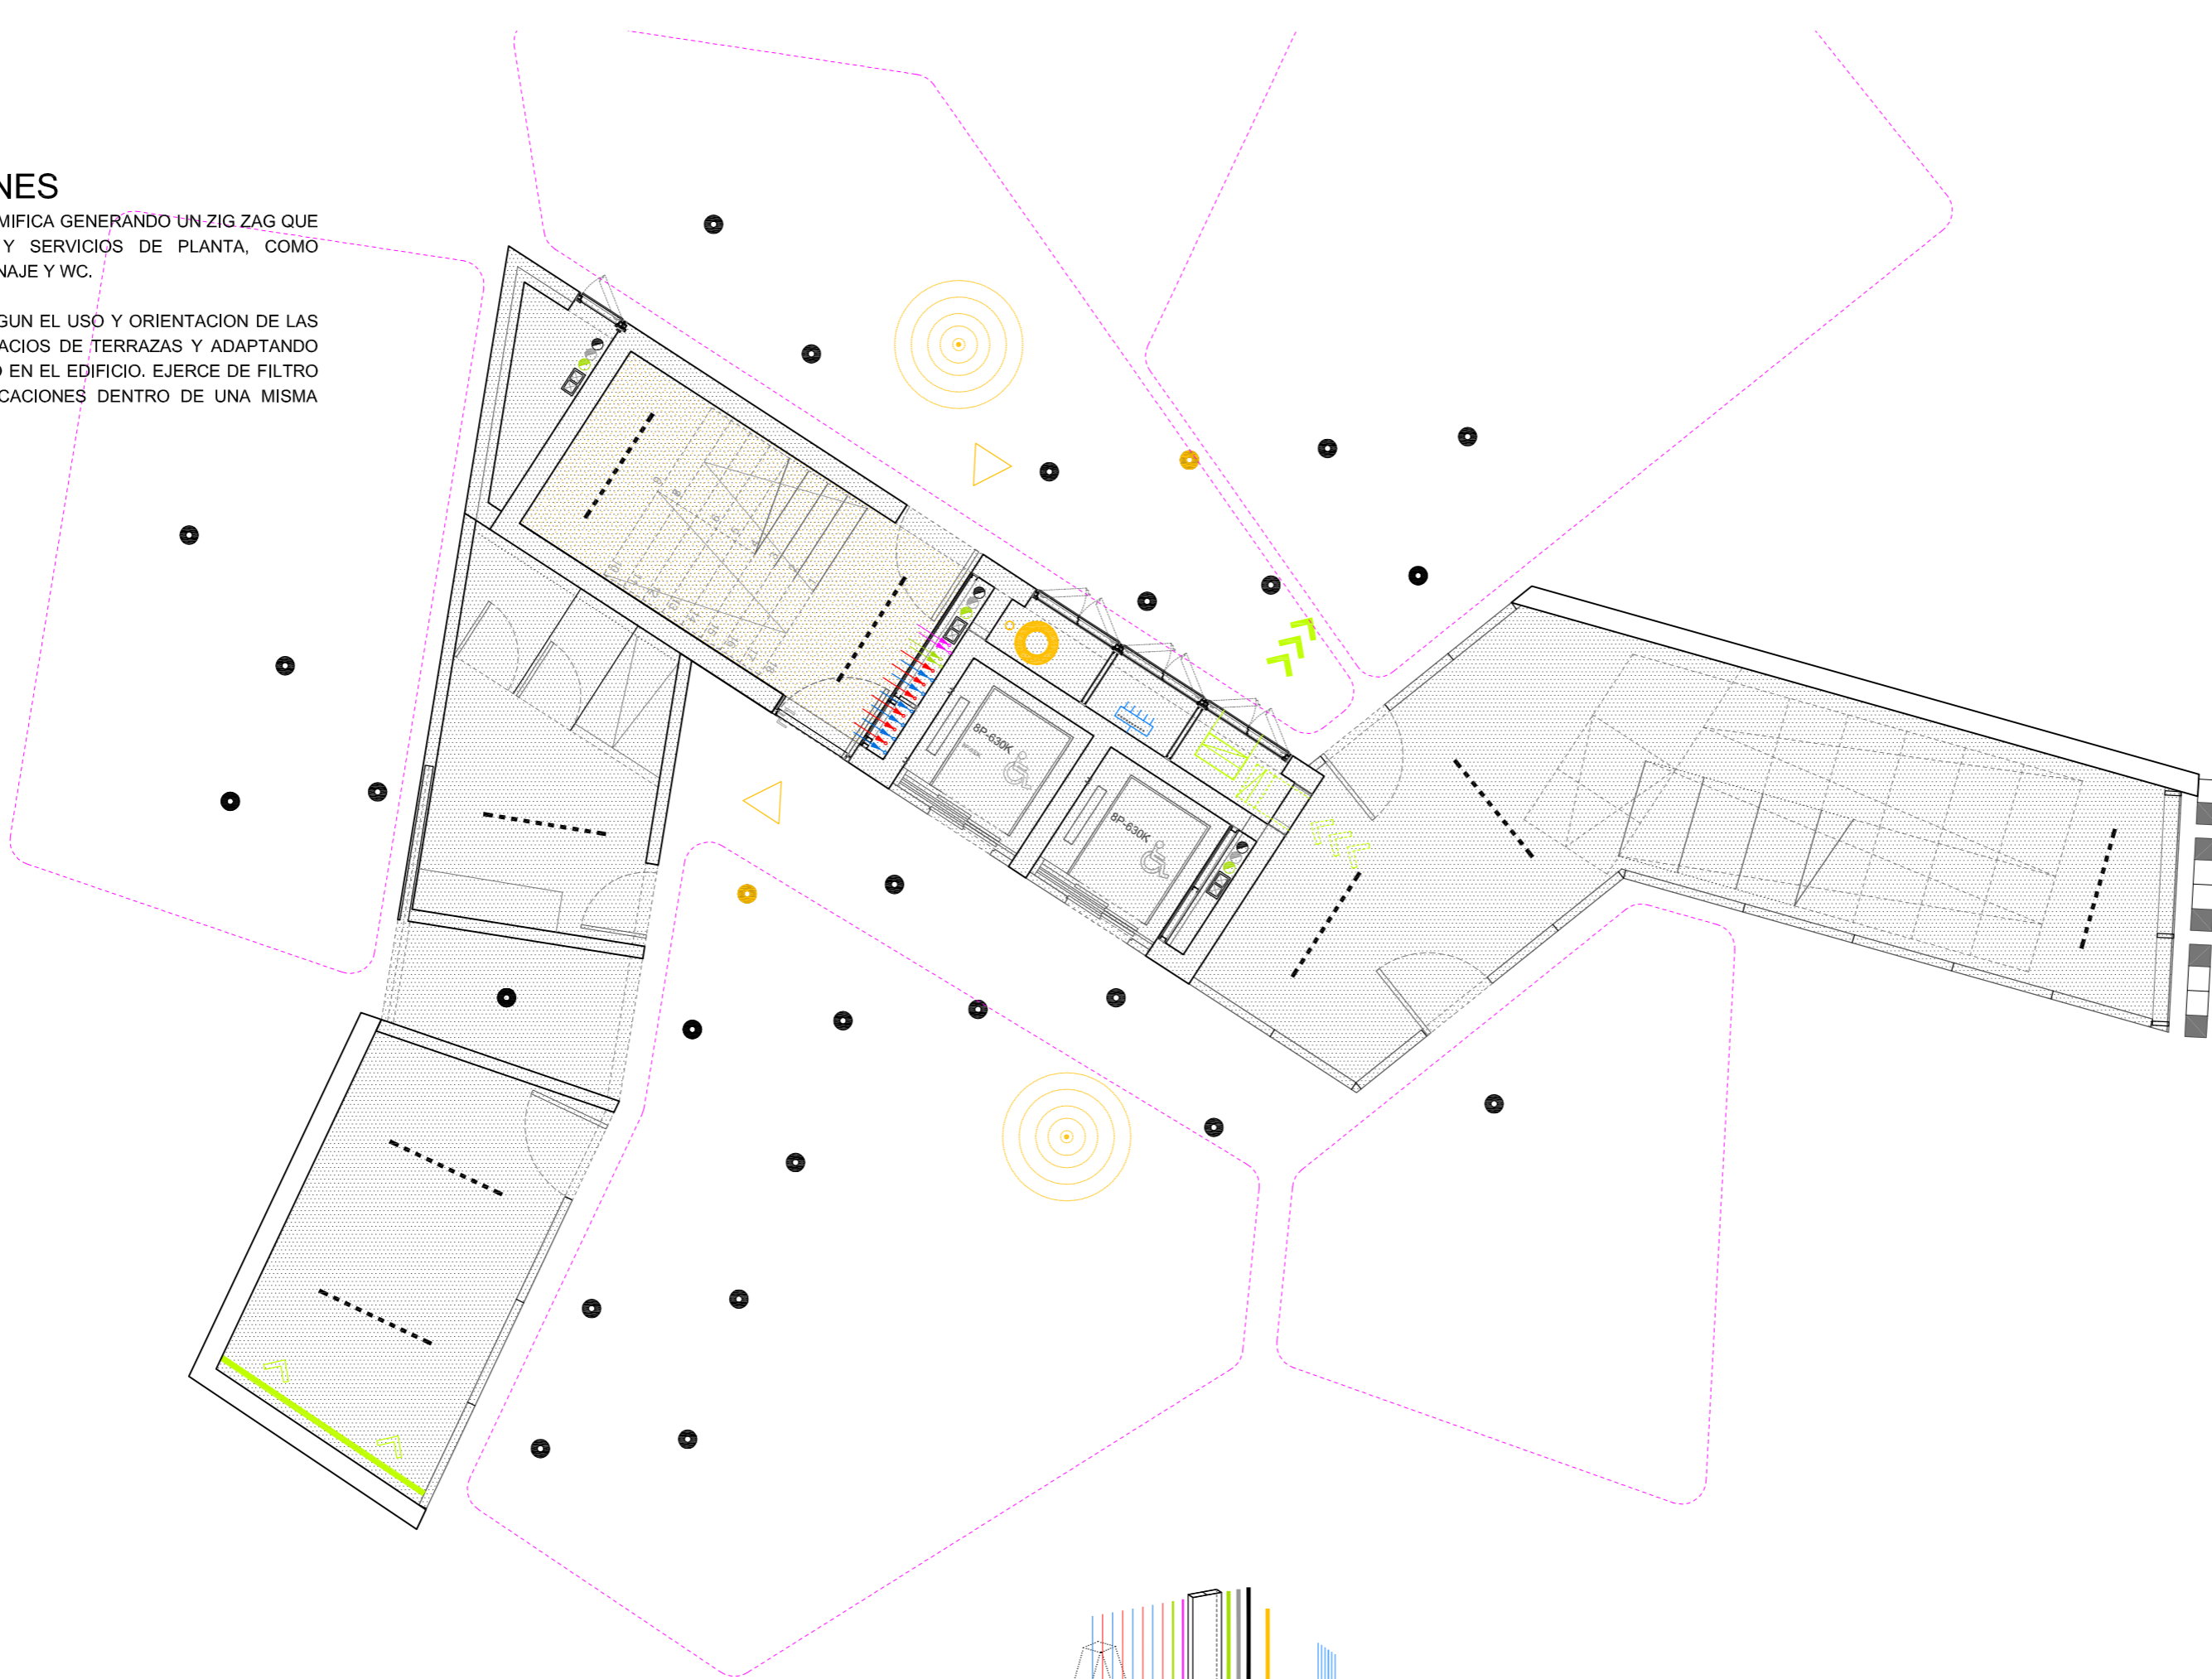 NES
MIFICA GENERANDO UN ZIG ZAG QUE
Y SERVICIOS DE PLANTA, COMO
NAJE Y WC.
GUN EL USO Y ORIENTACION DE LAS
ACIOS DE TERRAZAS Y ADAPTANDO
O EN EL EDIFICIO. EJERCE DE FILTRO
CACIONES DENTRO DE UNA MISMA
8P-630K
8P-630K